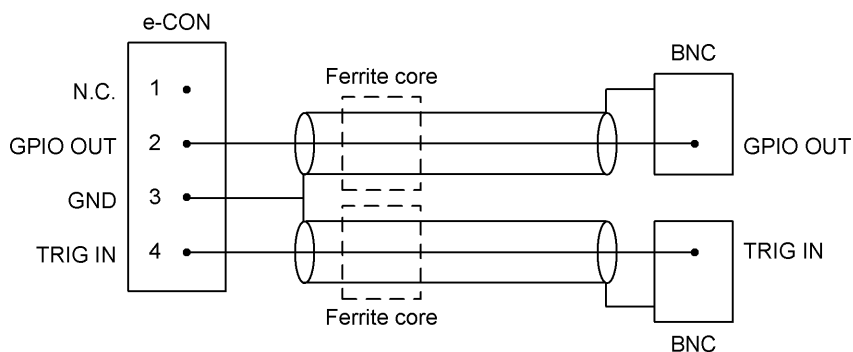 e-CON
BNC
Ferrite core
N.C. 1
GPIO OUT 2 GPIO OUT
GND 3
TRIG IN 4 TRIG IN
Ferrite core
BNC